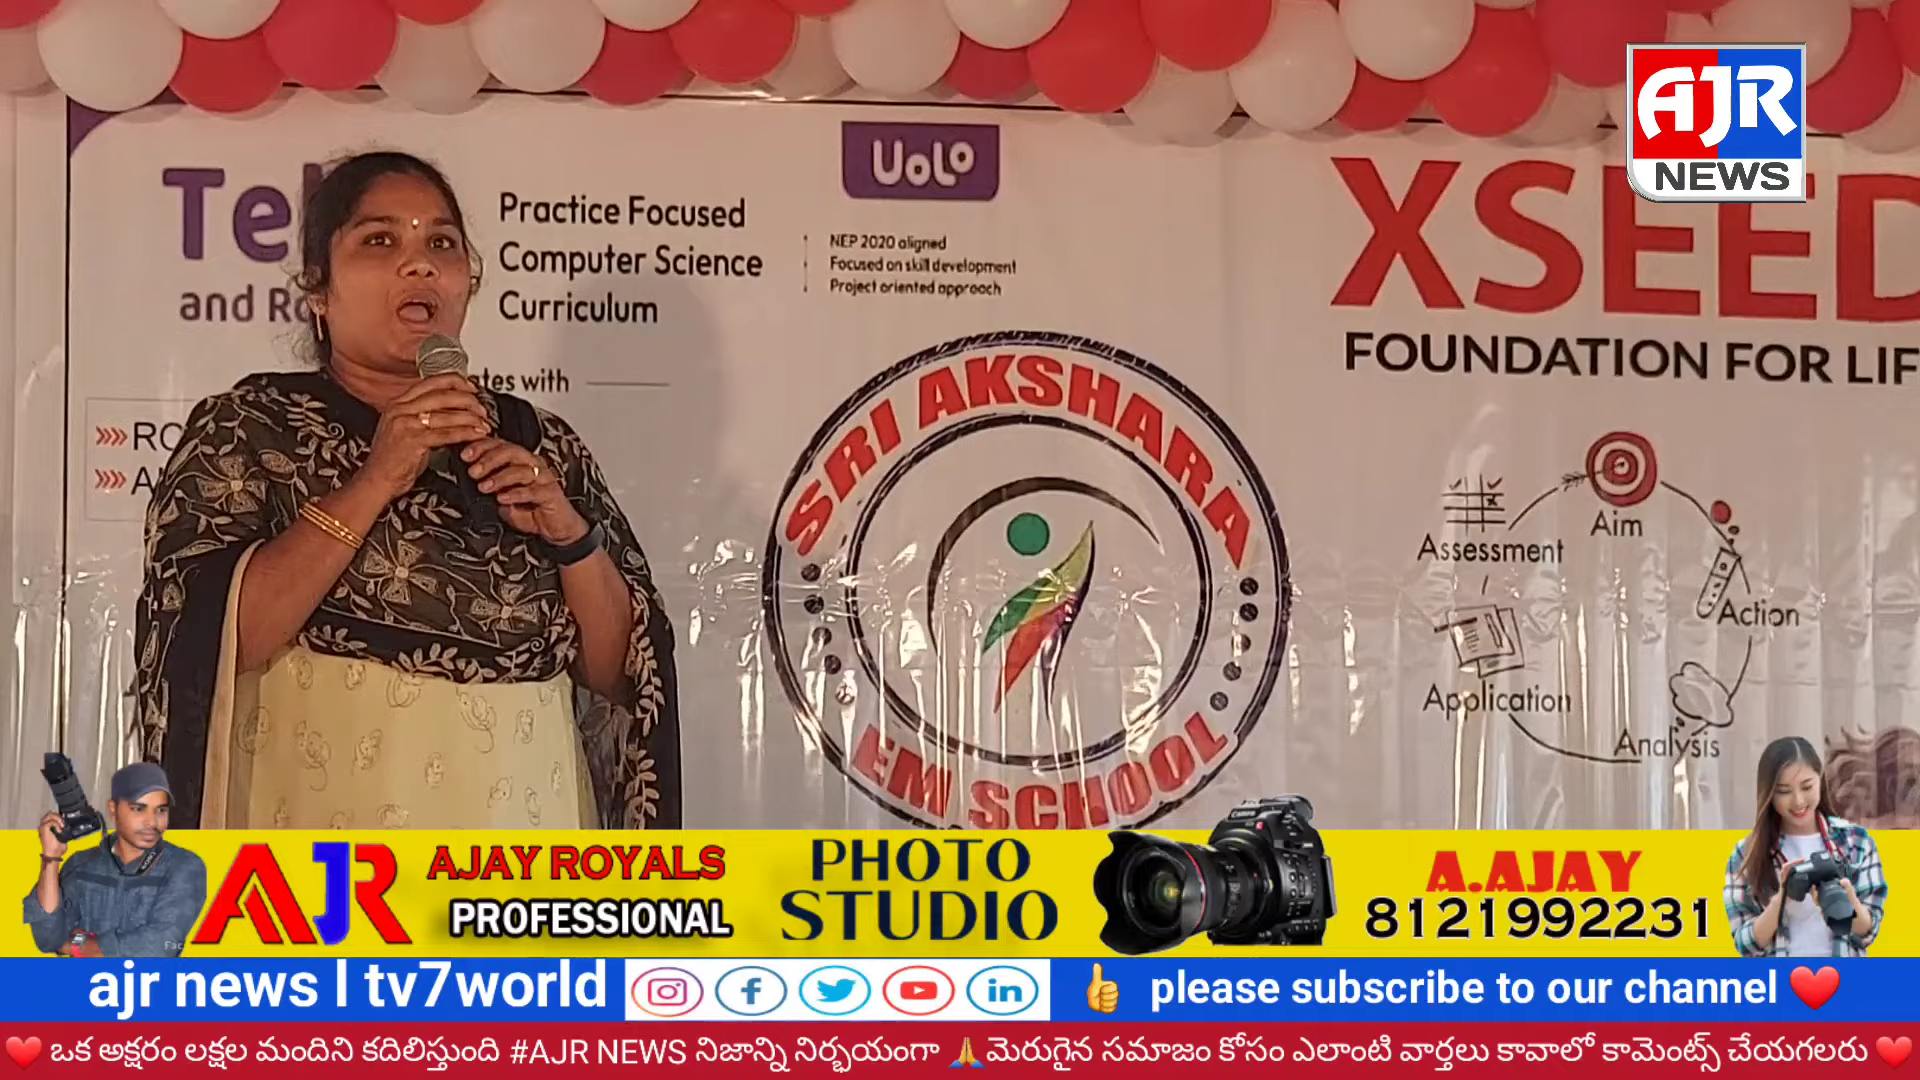 AJR
NEWS
UOLO
Practice Focused
Computer Science
Curriculum
NEP 2020 aligned
Focused on skill development
Project oriented approach
and
with
XSEED
FOUNDATION FOR
SRI AKSHARA
EM SCHOOL
Aim
Assessment
Action
Application
Analysis
AJR
AJAY ROYALS
PROFESSIONAL
PHOTO
STUDIO
Canon
A.AJAY
8121992231
ajr news l tv7world
please subscribe to our channel
ఒక అక్షరం లక్షల మందిని కదిలిస్తుంది #AJR NEWS నిజాన్ని నిర్భయంగా 🙏మెరుగైన సమాజం కోసం ఎలాంటి వార్తలు కావాలో కామెంట్స్ చేయగలరు